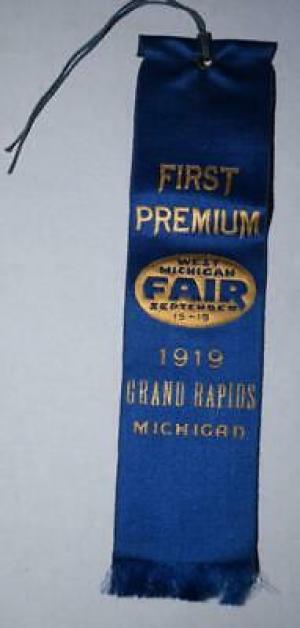 FIRST
PREMIUM
WEST
MICHIGAN
FAIR
SEPTEMBER
15-19
1919
GRAND RAPIDS
MICHIGAN